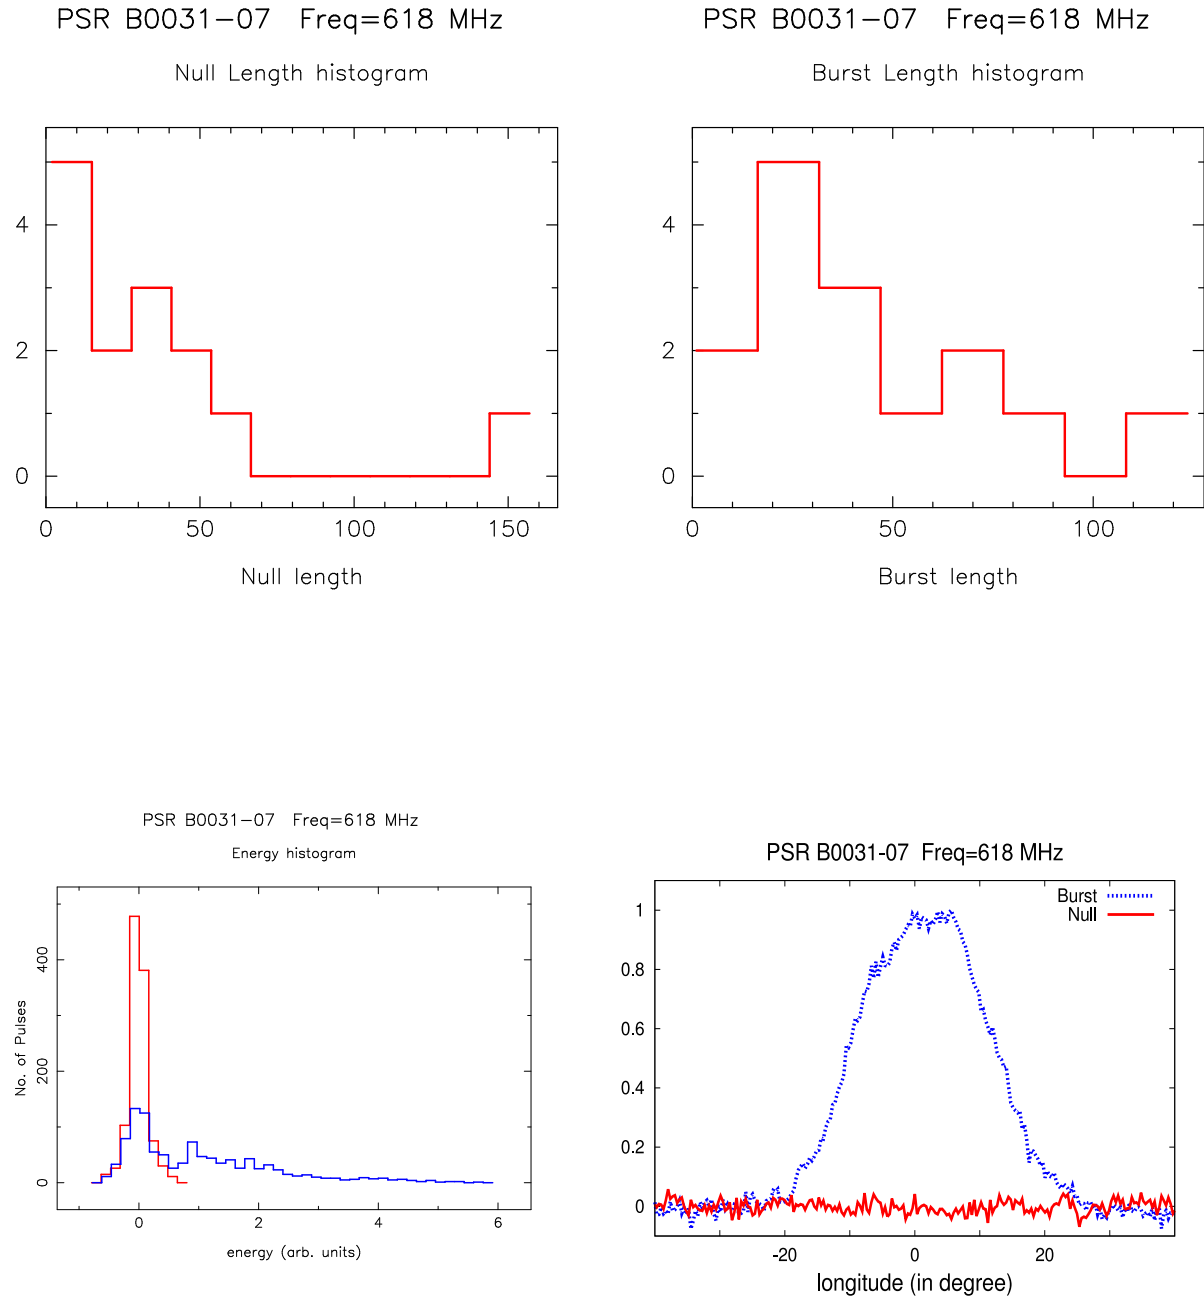 PSR B0031−07 Freq=618 MHz
Null Length histogram
4
2
0
0 50 100 150
Null length
PSR B0031−07 Freq=618 MHz
Burst Length histogram
4
2
0
0 50 100
Burst length
PSR B0031−07 Freq=618 MHz
Energy histogram
No. of Pulses
400
200
0
0 2 4 6
energy (arb. units)
PSR B0031-07 Freq=618 MHz
Burst
Null
1
0.8
0.6
0.4
0.2
0
-20 0 20
longitude (in degree)